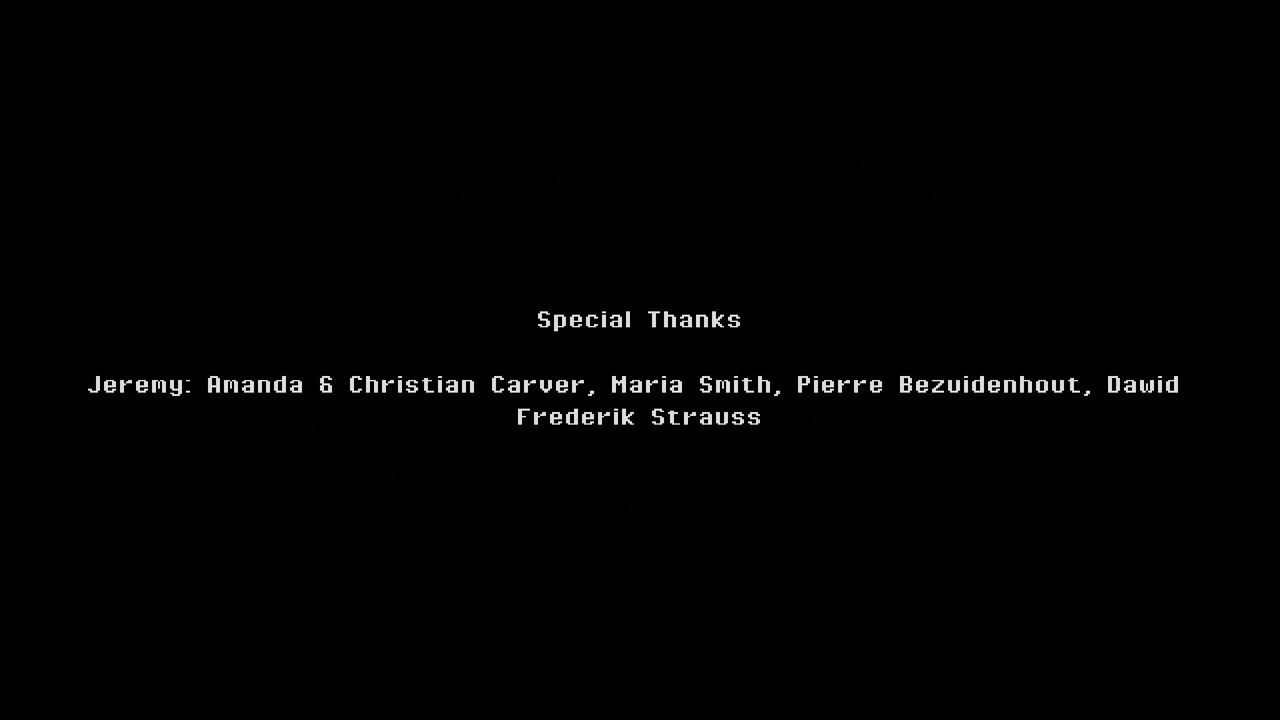 Special Thanks
Jeremy: Amanda & Christian Carver, Maria Smith, Pierre Bezuidenhout, Dawid
Frederik Strauss